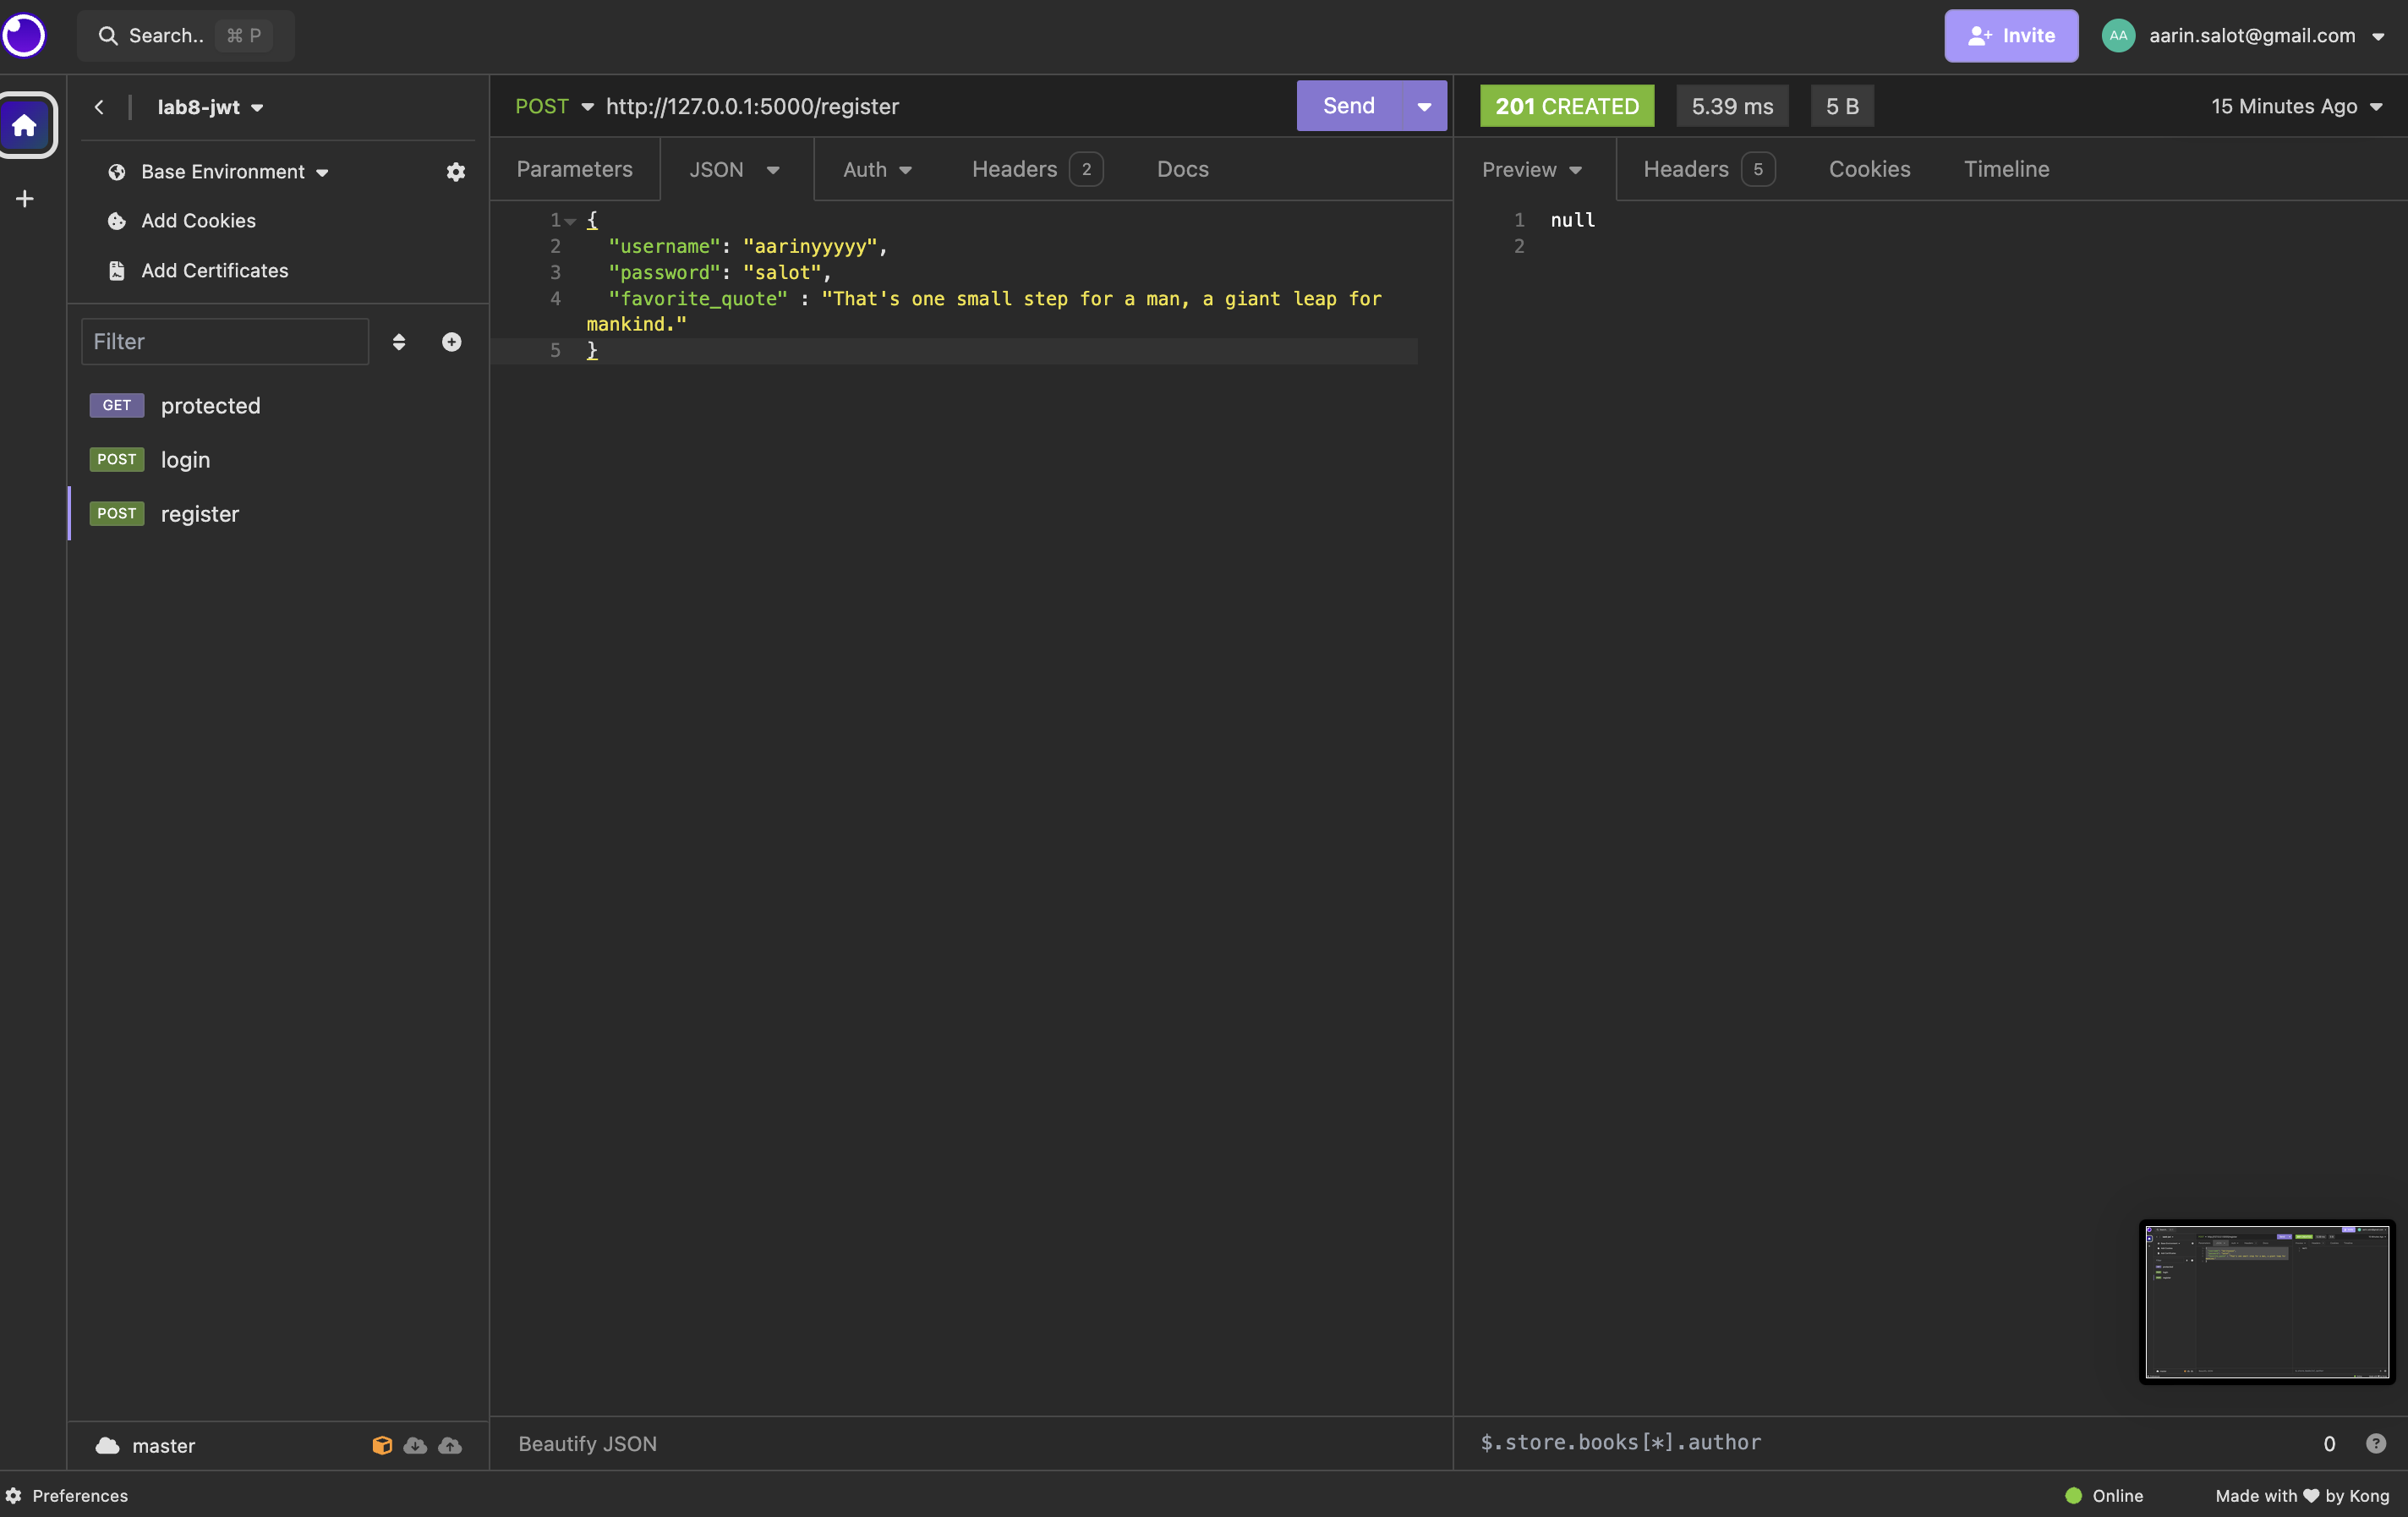 Search.. ⌘ P
Invite
AA aarin.salot@gmail.com
lab8-jwt
Base Environment
Add Cookies
Add Certificates
Filter
GET protected
POST login
POST register
master
POST http://127.0.0.1:5000/register Send
Parameters JSON Auth Headers 2 Docs
1 {
2 "username": "aarinyyyyy",
3 "password": "salot",
4 "favorite_quote" : "That's one small step for a man, a giant leap for
mankind."
5 }
Beautify JSON
201 CREATED 5.39 ms 5 B 15 Minutes Ago
Preview Headers 5 Cookies Timeline
1 null
2
$.store.books[*].author 0 ?
Preferences Online Made with ♥ by Kong